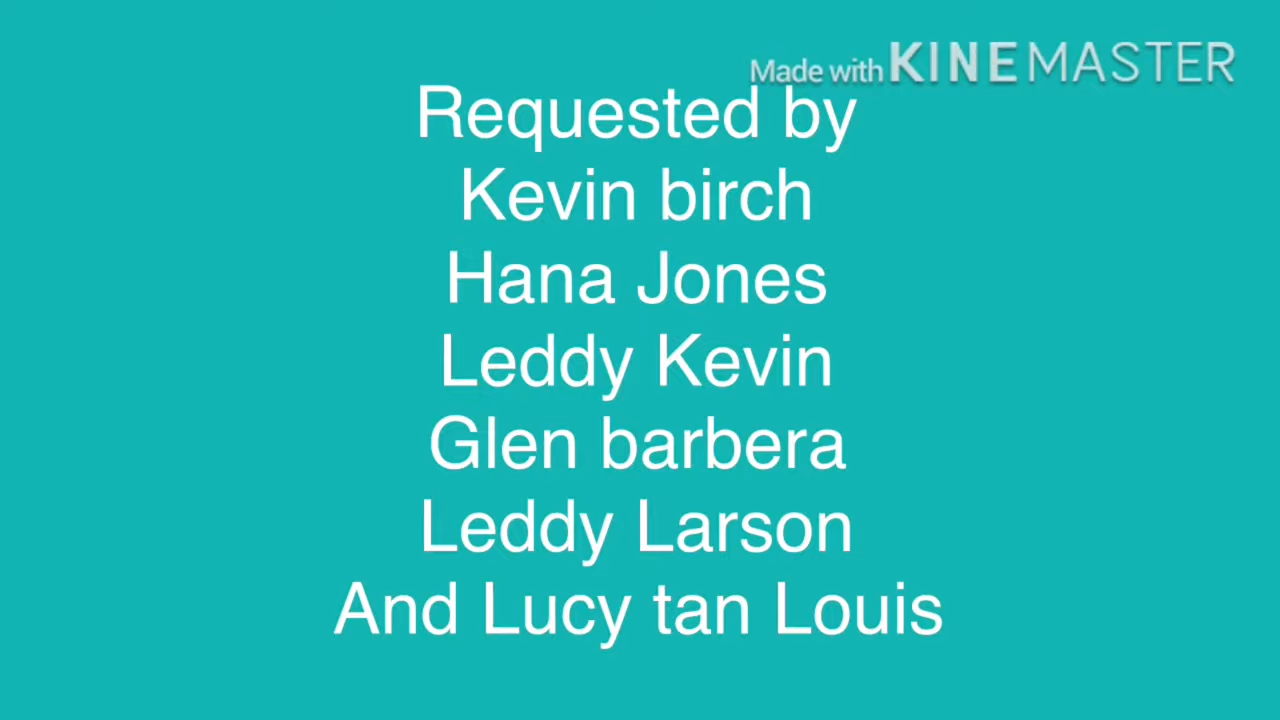 Made with KINEMASTER
Requested by
Kevin birch
Hana Jones
Leddy Kevin
Glen barbera
Leddy Larson
And Lucy tan Louis